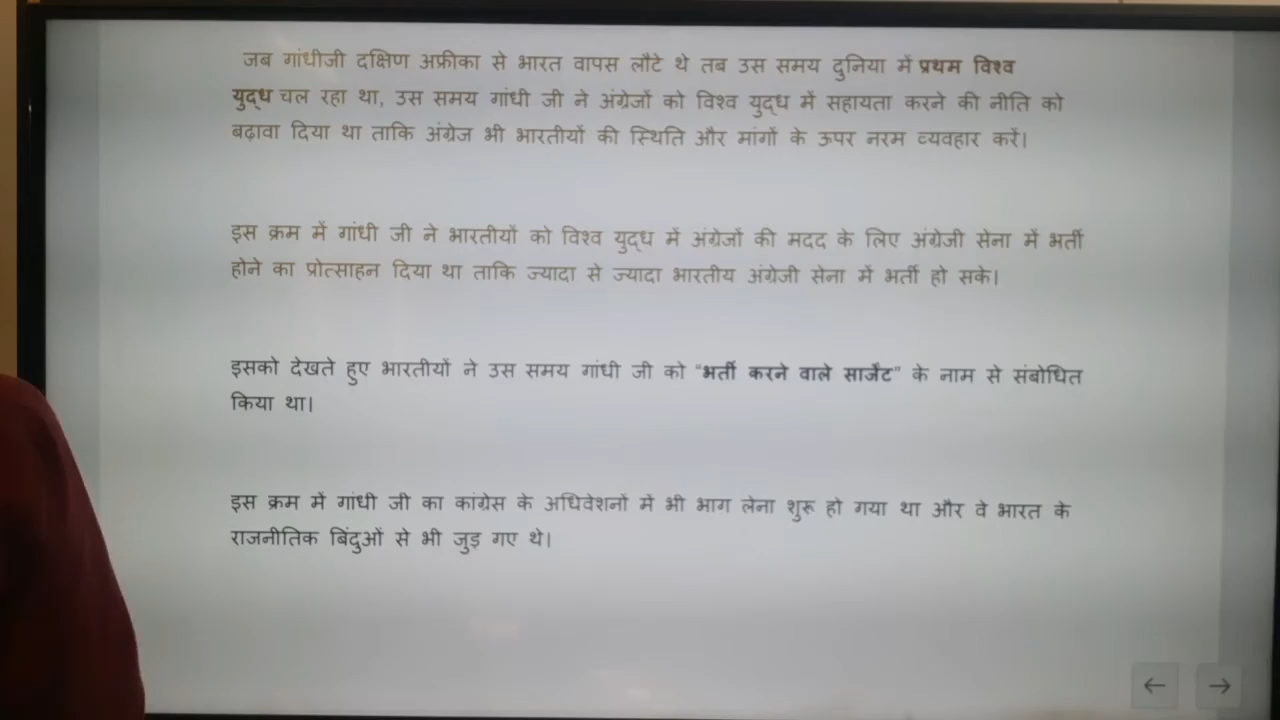 जब गांधीजी दक्षिण अफ्रीका से भारत वापस लौटे थे तब उस समय दुनिया में प्रथम विश्व
युद्ध चल रहा था, उस समय गांधी जी ने अंग्रेजों को विश्व युद्ध में सहायता करने की नीति को
बढ़ावा दिया था ताकि अंग्रेज भी भारतीयों की स्थिति और मांगों के ऊपर नरम व्यवहार करें।
इस क्रम में गांधी जी ने भारतीयों को विश्व युद्ध में अंग्रेजों की मदद के लिए अंग्रेजी सेना में भर्ती
होने का प्रोत्साहन दिया था ताकि ज्यादा से ज्यादा भारतीय अंग्रेजी सेना में भर्ती हो सके।
इसको देखते हुए भारतीयों ने उस समय गांधी जी को “भर्ती करने वाले सार्जेंट” के नाम से संबोधित
किया था।
इस क्रम में गांधी जी का कांग्रेस के अधिवेशनों में भी भाग लेना शुरू हो गया था और वे भारत के
राजनीतिक बिंदुओं से भी जुड़ गए थे।